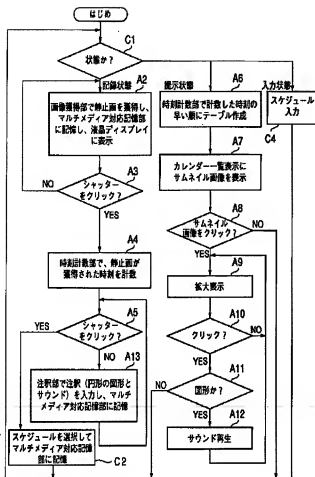 はじめ
C1
状態か?
記録状態
A2
画像獲得部で静止画を獲得し、
マルチメディア対応記憶部
に記憶し、液晶ディスプレイ
に表示
A3
NO
シャッター
をクリック?
YES
A4
時刻計数部で、静止画が
獲得された時刻を計数
A5
YES
シャッター
をクリック?
NO
A13
注釈部で注釈(円形の図形と
サウンド)を入力し、マルチ
メディア対応記憶部に記憶
スケジュールを選択して
マルチメディア対応記憶
部に記憶
C2
提示状態
A6
時刻計数部で計数した時刻の
早い順にテーブル作成
A7
カレンダー一覧表示に
サムネイル画像を表示
A8
サムネイル
画像をクリック?
NO
YES
A9
拡大表示
A10
クリック?
NO
YES
A11
NO
図形か?
YES
A12
サウンド再生
入力状態
スケジュール
入力
C4